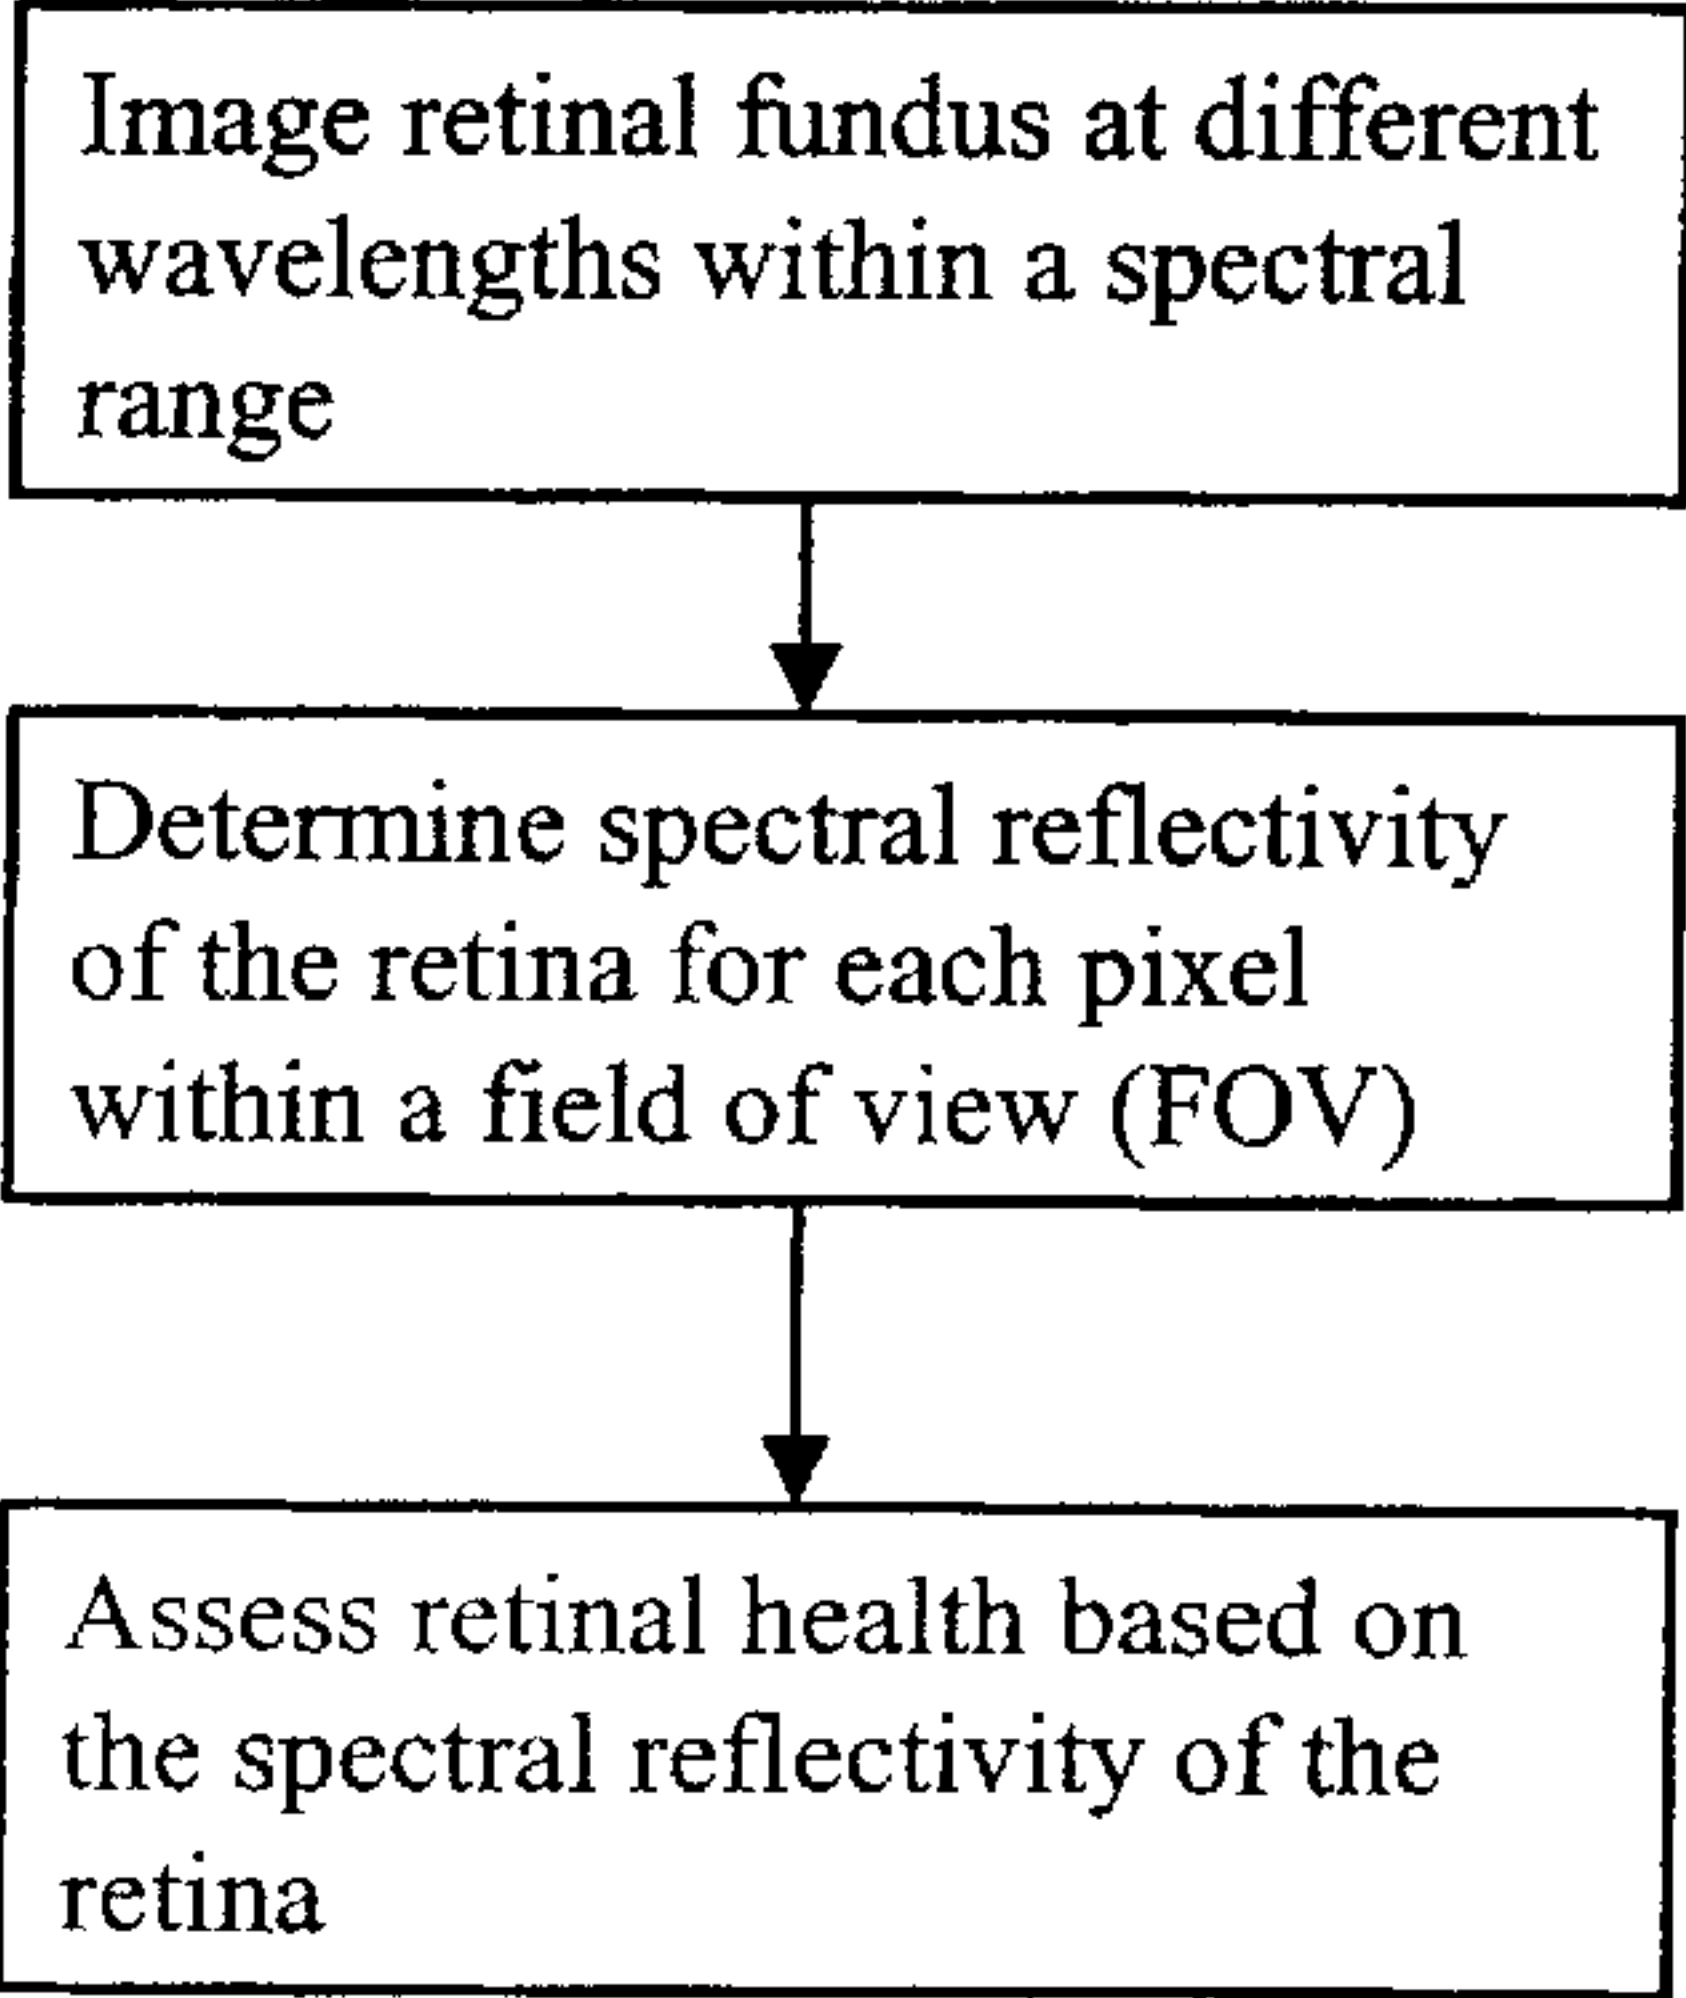 Image retinal fundus at different
wavelengths within a spectral
range
Determine spectral reflectivity
of the retina for each pixel
within a field of view (FOV)
Assess retinal health based on
the spectral reflectivity of the
retina